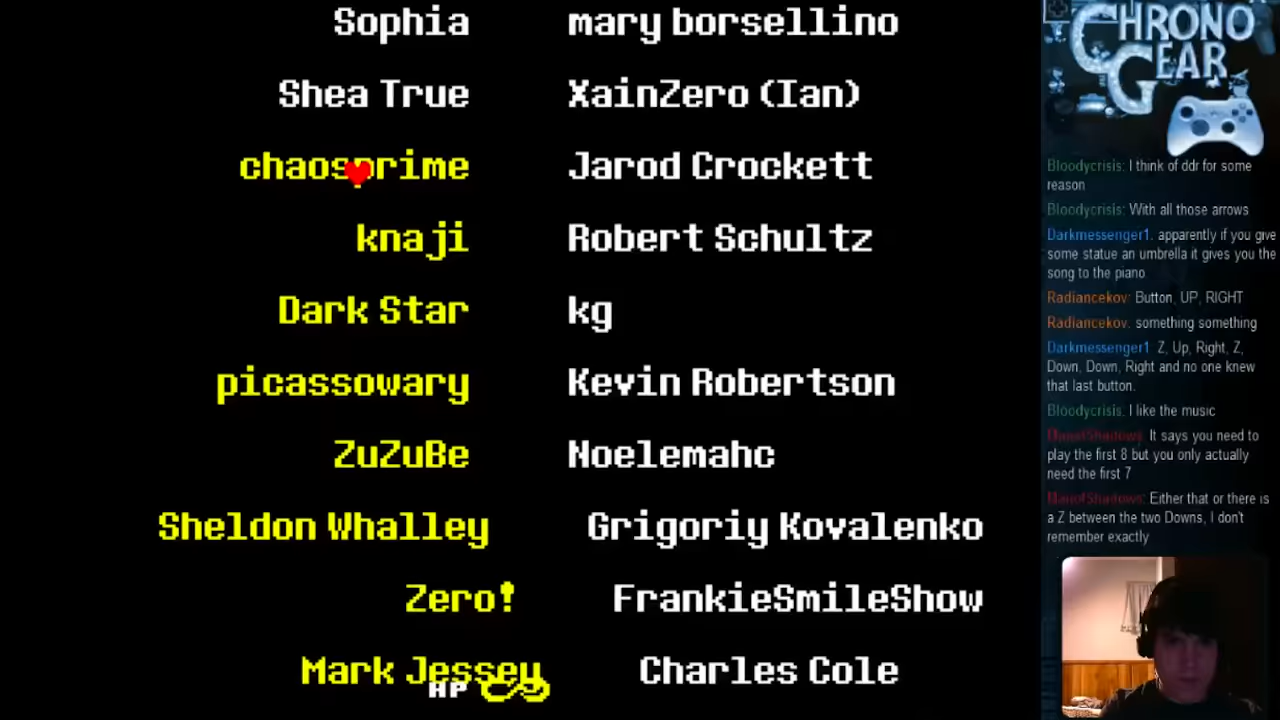 Sophia mary borsellino
Shea True XainZero (Ian)
chaosprime Jarod Crockett
knaji Robert Schultz
Dark Star kg
picassowary Kevin Robertson
ZuZuBe Noelemahc
Sheldon Whalley Grigoriy Kovalenko
Zero! FrankieSmileShow
Mark Jessey Charles Cole
HP
CHRONO
GEAR
Bloodycrisis: I think of ddr for some
reason
Bloodycrisis: With all those arrows
Darkmessenger1: apparently if you give
some statue an umbrella it gives you the
song to the piano
Radiancekov: Button, UP, RIGHT
Radiancekov: something something
Darkmessenger1: Z, Up, Right, Z,
Down, Down, Right and no one knew
that last button.
Bloodycrisis: I like the music
ManofShadows: It says you need to
play the first 8 but you only actually
need the first 7
ManofShadows: Either that or there is
a Z between the two Downs, I don't
remember exactly